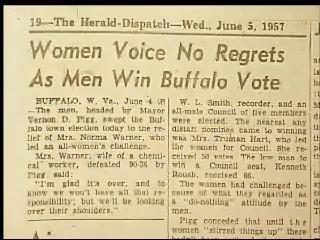 19—The Herald-Dispatch—Wed., June 5, 1957
Women Voice No Regrets
As Men Win Buffalo Vote
BUFFALO, W. Va., June 4 (P)
—The men, headed by Mayor
Vernon D. Pigg, swept the Buf-
falo town election today to the re-
lief of Mrs. Norma Warner, who
led an all-women's challenge.
Mrs. Warner, wife of a chemi-
cal worker, defeated 90-36 by
Pigg, said:
"I'm glad it's over, and to
know we won't have all that re-
sponsibility; but we'll be looking
over their shoulders."
W. L. Smith, recorder, and an
all-male Council of five members
were elected. The nearest any
distaff nominee came to winning
was Mrs. Truman Hart, who led
the women for Council. She re-
ceived 50 votes. The low man to
win a Council seat, Kenneth
Roush, received 66.
The women had challenged be-
cause of what they regarded as
a "do-nothing" attitude by the
men.
Pigg conceded that until the
women "stirred things up" there